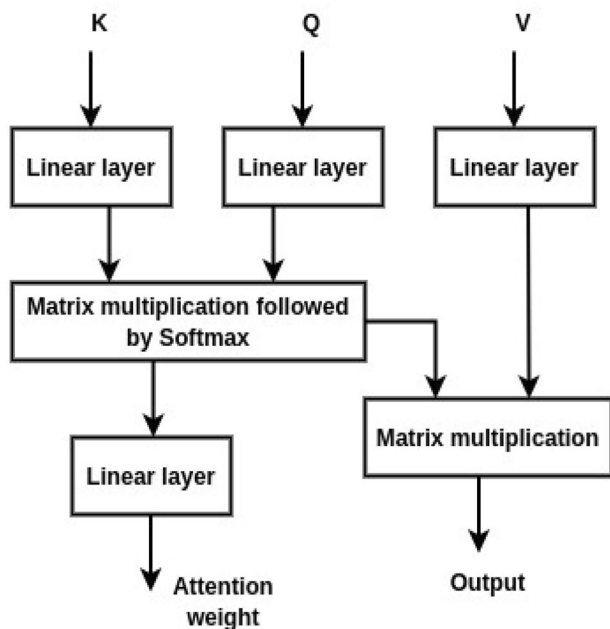 K
Q
V
Linear layer
Linear layer
Linear layer
Matrix multiplication followed
by Softmax
Matrix multiplication
Linear layer
Attention
weight
Output